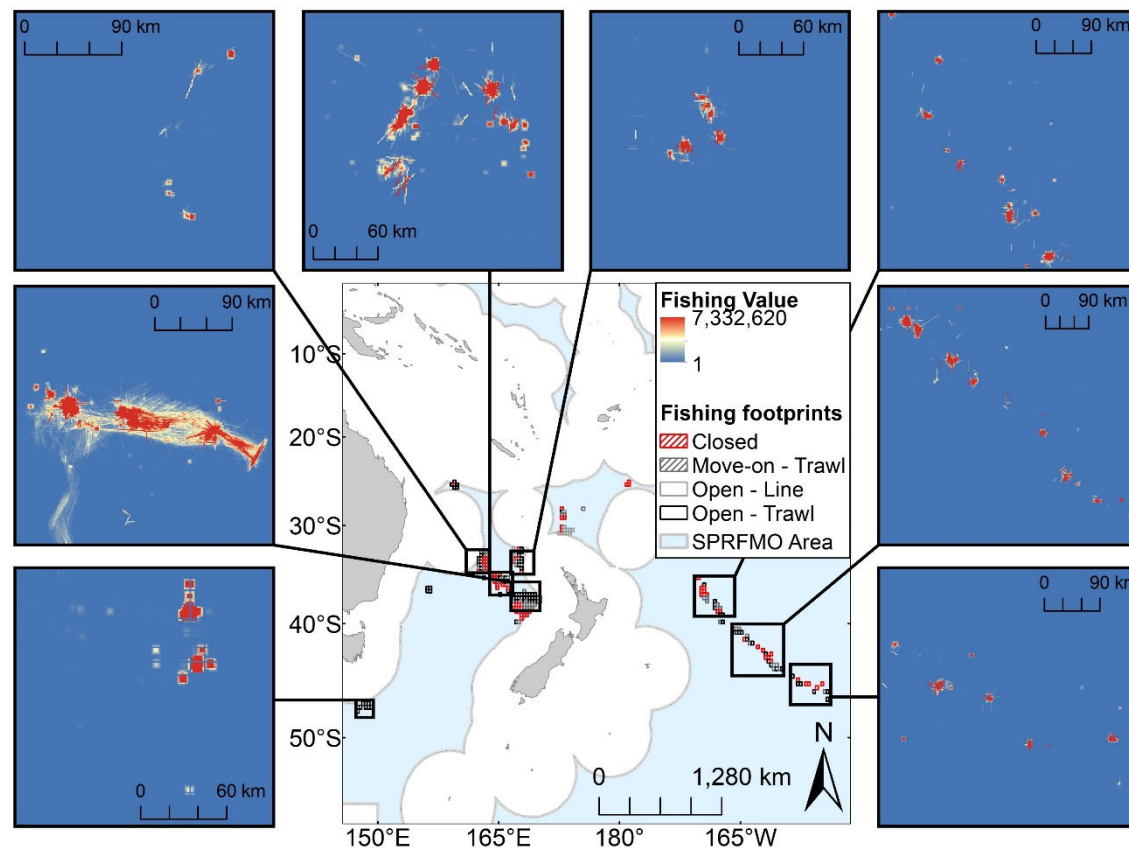 0 90 km
0 60 km
0 60 km
0 90 km
0 90 km
0 90 km
0 60 km
0 90 km
Fishing Value
7,332,620
1
Fishing footprints
Closed
Move-on - Trawl
Open - Line
Open - Trawl
SPRFMO Area
10°S
20°S
30°S
40°S
50°S
N
0 1,280 km
150°E 165°E 180° 165°W